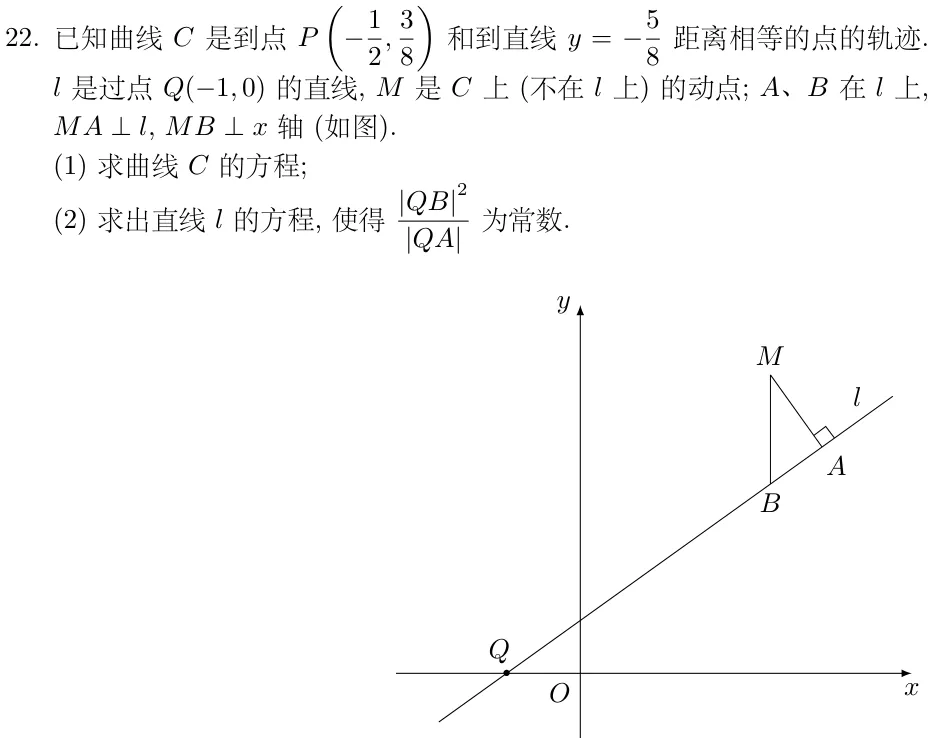 22. 已知曲线 C 是到点 P(−1/2, 3/8) 和到直线 y = −5/8 距离相等的点的轨迹.
l 是过点 Q(−1,0) 的直线, M 是 C 上 (不在 l 上) 的动点; A、B 在 l 上,
MA ⊥ l, MB ⊥ x 轴 (如图).
(1) 求曲线 C 的方程;
(2) 求出直线 l 的方程, 使得 |QB|²/|QA| 为常数.
y
M
l
A
B
Q
O
x